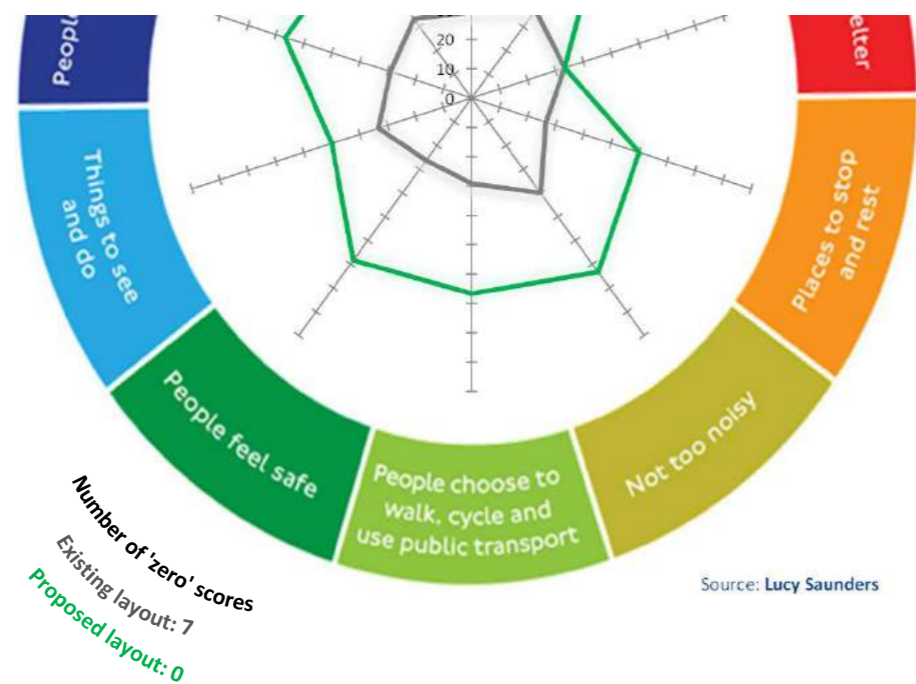 20
10
0
Peopl
elter
Things to see
and do
Places to stop
and rest
People feel safe
People choose to
walk, cycle and
use public transport
Not too noisy
Number of 'zero' scores
Existing layout: 7
Proposed layout: 0
Source: Lucy Saunders